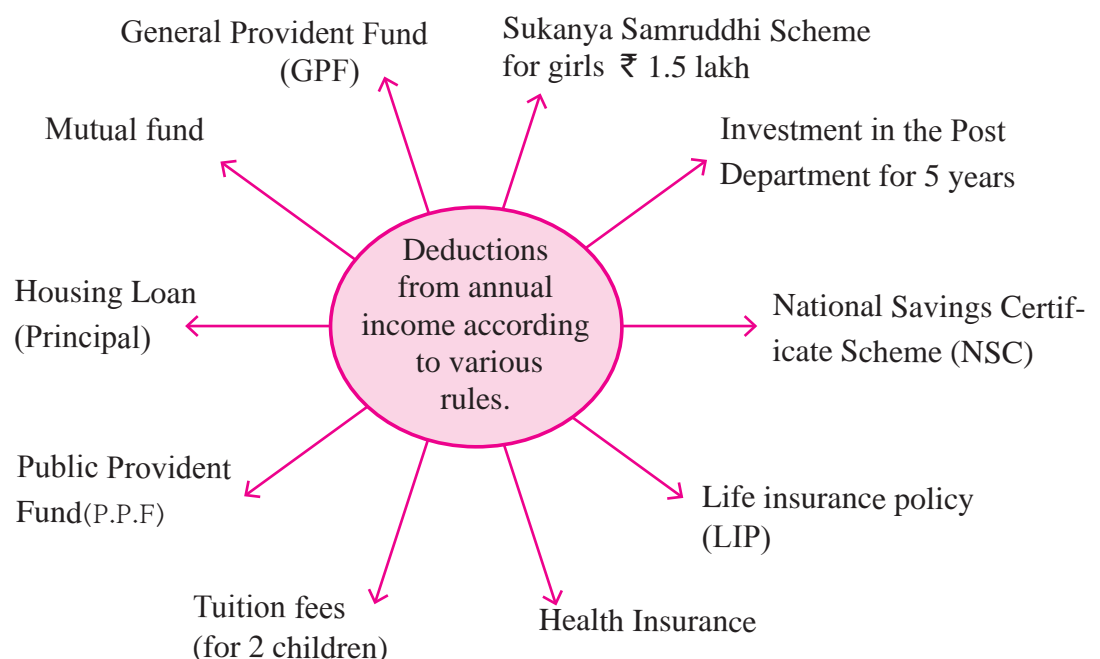 General Provident Fund
(GPF)
Sukanya Samruddhi Scheme
for girls ₹ 1.5 lakh
Mutual fund
Investment in the Post
Department for 5 years
Deductions
from annual
income according
to various
rules.
Housing Loan
(Principal)
National Savings Certif-
icate Scheme (NSC)
Public Provident
Fund(P.P.F)
Life insurance policy
(LIP)
Tuition fees
(for 2 children)
Health Insurance